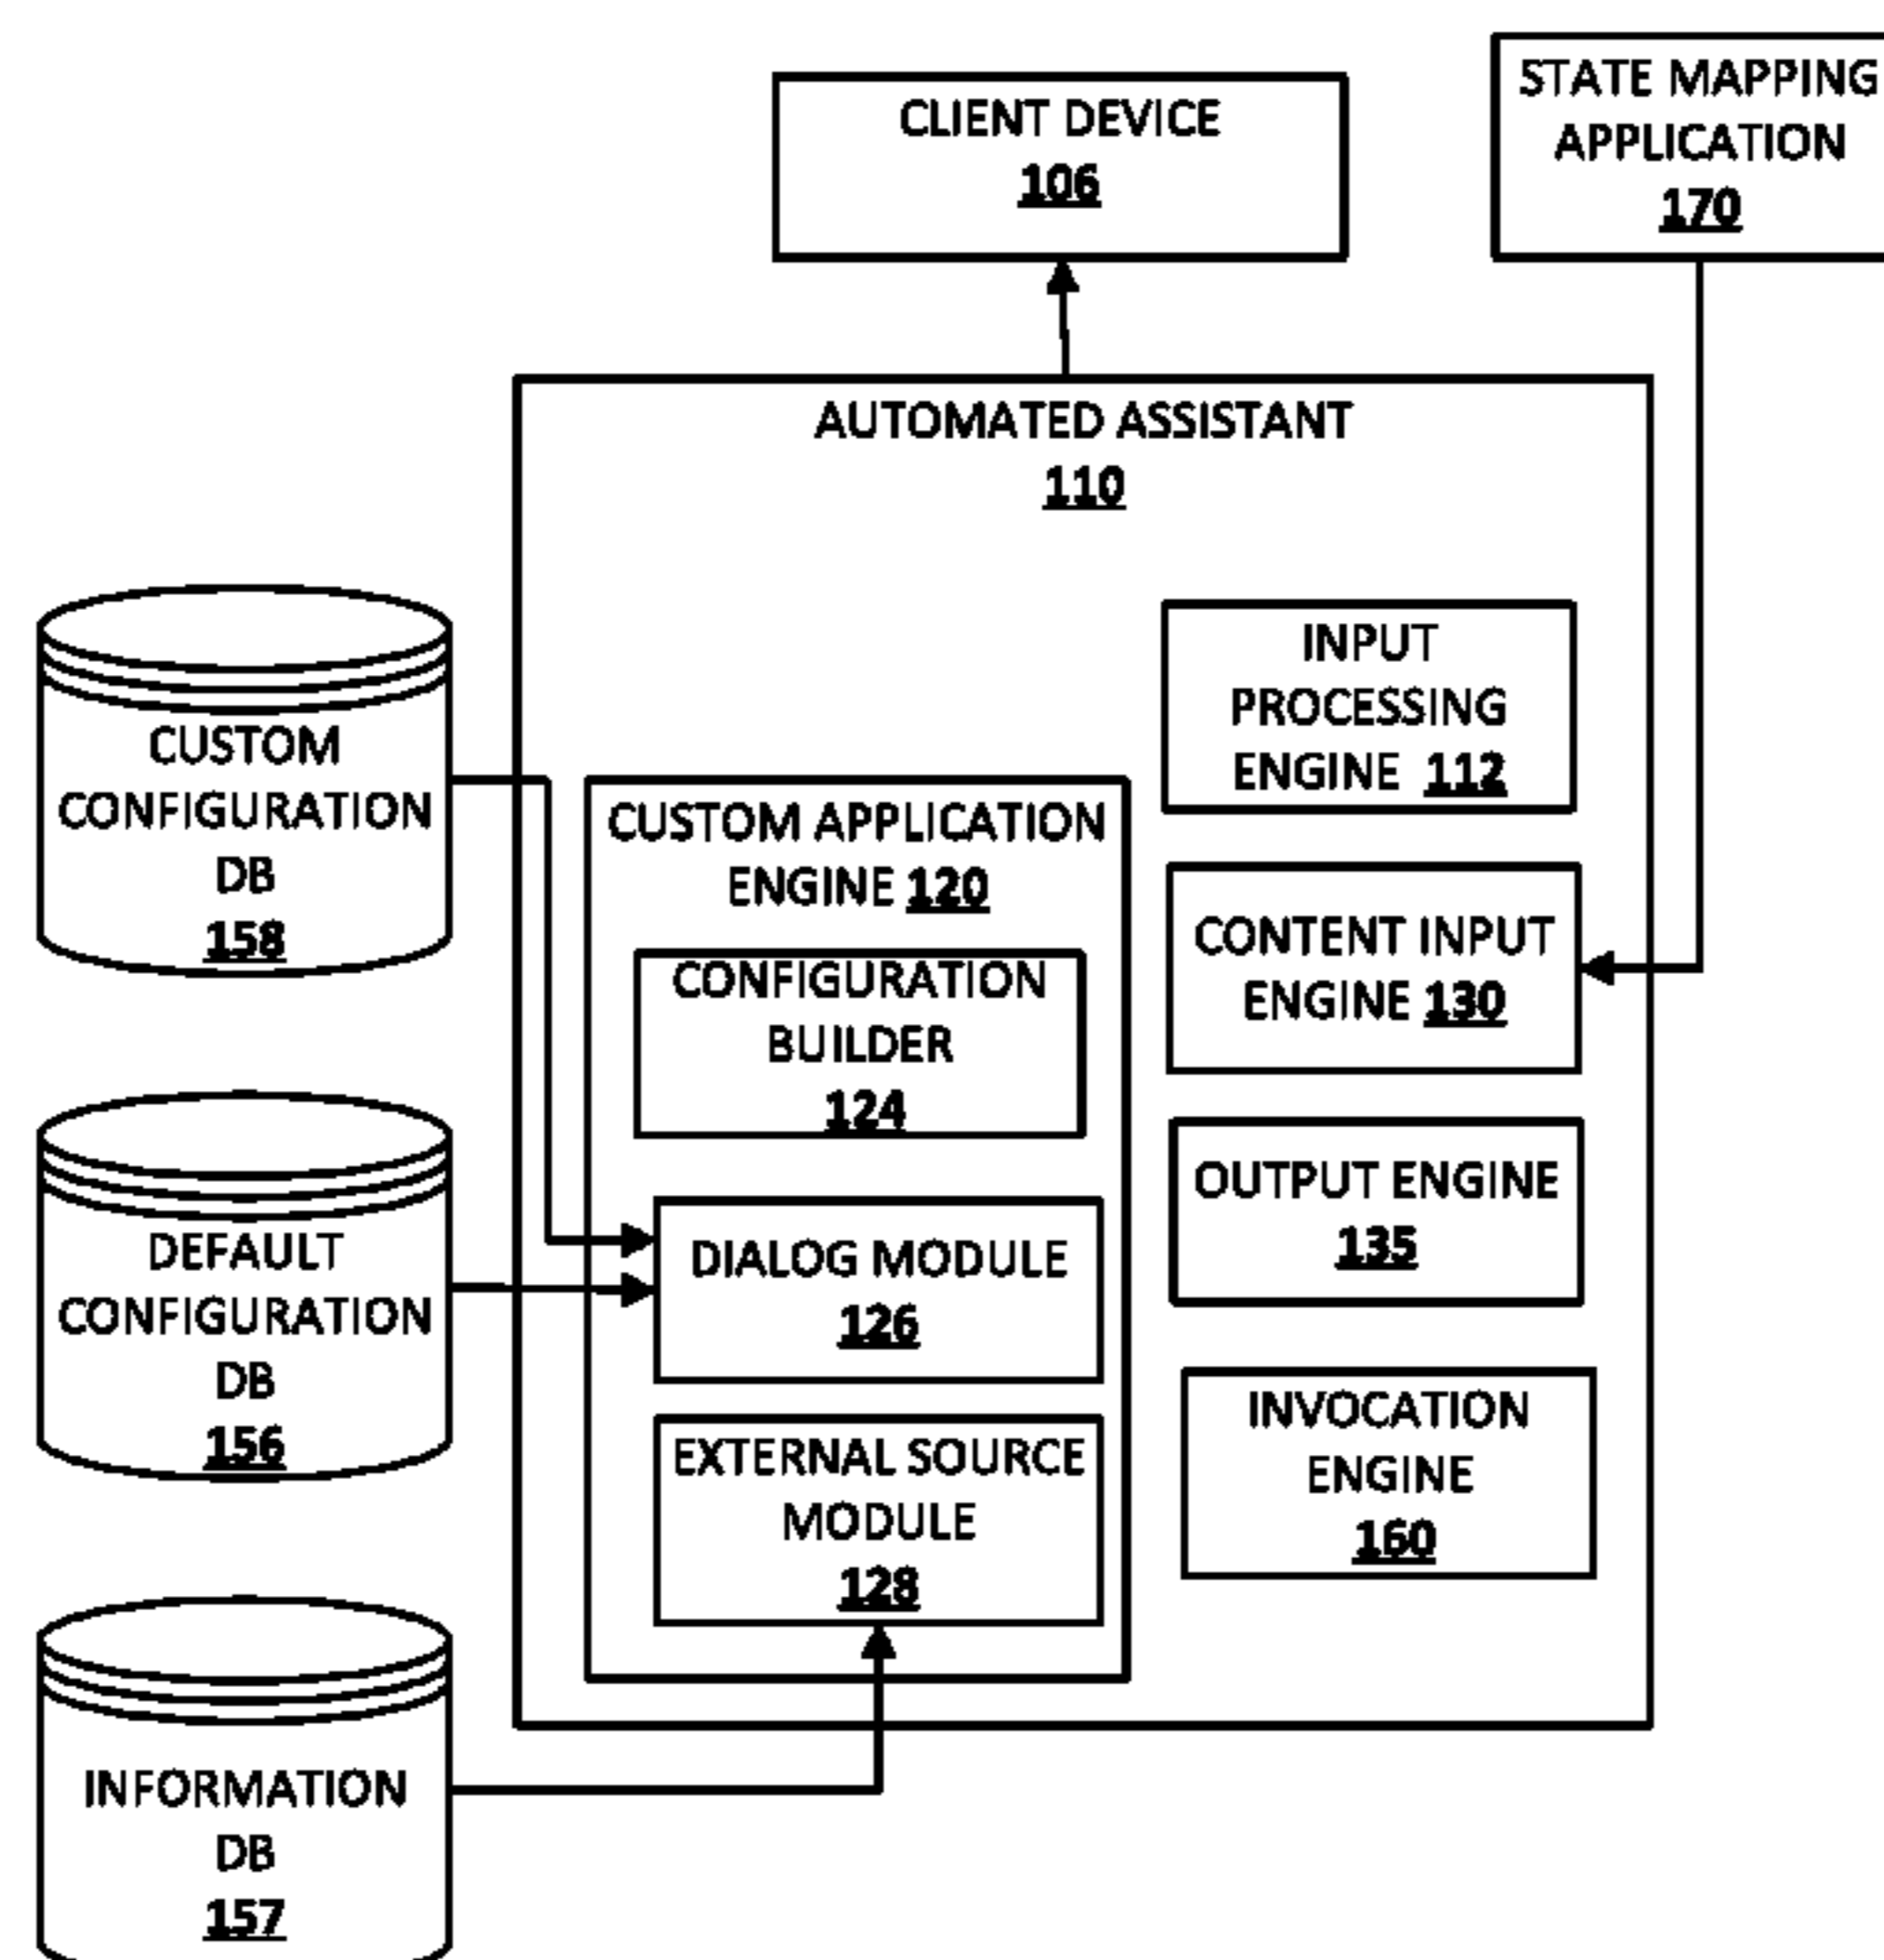 CLIENT DEVICE
106
STATE MAPPING
APPLICATION
170
AUTOMATED ASSISTANT
110
CUSTOM
CONFIGURATION
DB
158
DEFAULT
CONFIGURATION
DB
156
INFORMATION
DB
157
CUSTOM APPLICATION
ENGINE 120
CONFIGURATION
BUILDER
124
DIALOG MODULE
126
EXTERNAL SOURCE
MODULE
128
INPUT
PROCESSING
ENGINE 112
CONTENT INPUT
ENGINE 130
OUTPUT ENGINE
135
INVOCATION
ENGINE
160